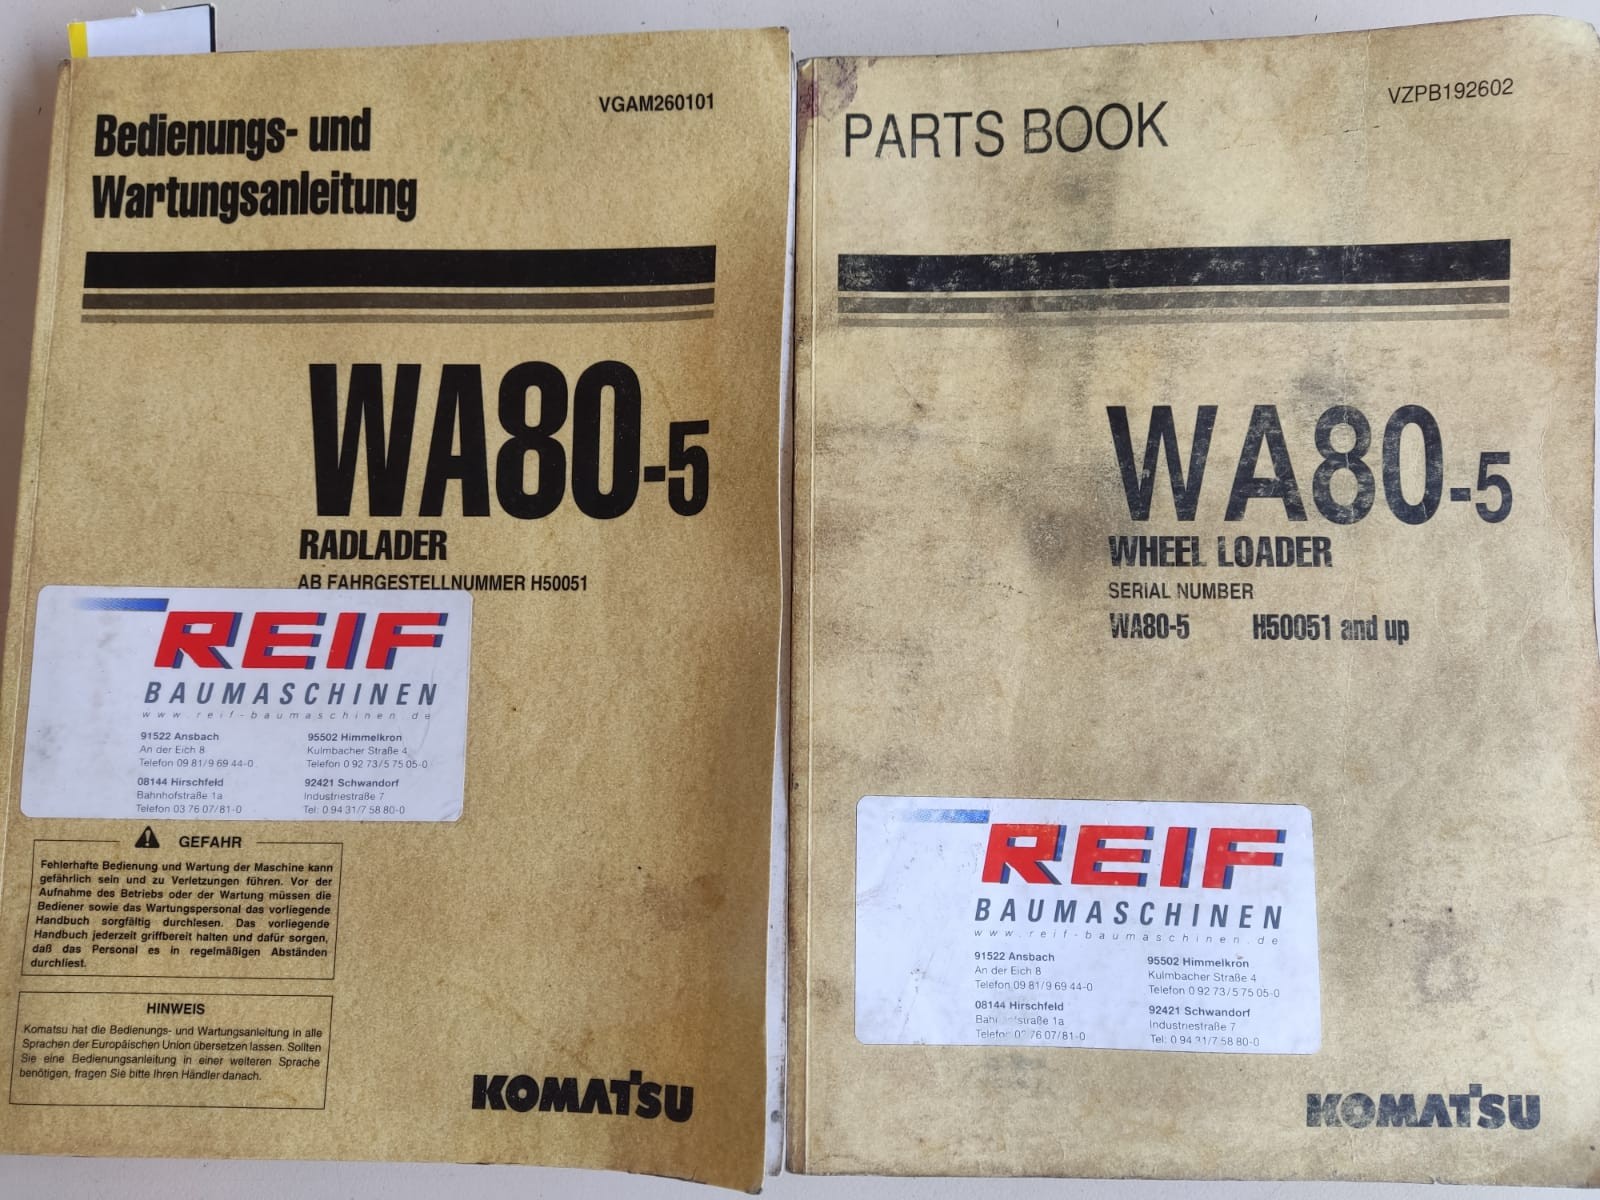 VGAM260101
Bedienungs- und
Wartungsanleitung
WA80-5
RADLADER
AB FAHRGESTELLNUMMER H50051
REIF
BAUMASCHINEN
www.reif-baumaschinen.de
91522 Ansbach
An der Eich 8
Telefon 09 81/9 69 44-0
95502 Himmelkron
Kulmbacher Straße 4
Telefon 0 92 73/5 75 05-0
08144 Hirschfeld
Bahnhofstraße 1a
Telefon 03 76 07/81-0
92421 Schwandorf
Industriestraße 7
Tel: 0 94 31/7 58 80-0
GEFAHR
Fehlerhafte Bedienung und Wartung der Maschine kann
gefährlich sein und zu Verletzungen führen. Vor der
Aufnahme des Betriebs oder der Wartung müssen die
Bediener sowie das Wartungspersonal das vorliegende
Handbuch sorgfältig durchlesen. Das vorliegende
Handbuch jederzeit griffbereit halten und dafür sorgen,
daß das Personal es in regelmäßigen Abständen
durchliest.
HINWEIS
Komatsu hat die Bedienungs- und Wartungsanleitung in alle
Sprachen der Europäischen Union übersetzen lassen. Sollten
Sie eine Bedienungsanleitung in einer weiteren Sprache
benötigen, fragen Sie bitte Ihren Händler danach.
KOMATSU
VZPB192602
PARTS BOOK
WA80-5
WHEEL LOADER
SERIAL NUMBER
WA80-5 H50051 and up
REIF
BAUMASCHINEN
www.reif-baumaschinen.de
91522 Ansbach
An der Eich 8
Telefon 09 81/9 69 44-0
95502 Himmelkron
Kulmbacher Straße 4
Telefon 0 92 73/5 75 05-0
08144 Hirschfeld
1a
76 07/81-0
92421 Schwandorf
Industriestraße 7
Tel: 0 94 31/7 58 80-0
KOMATSU